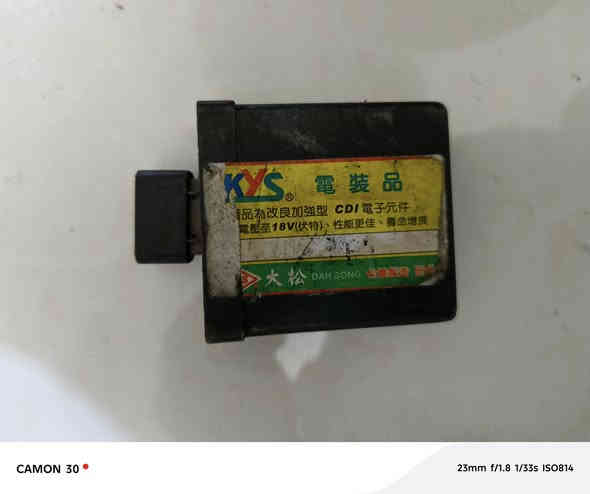 KYS® 電裝品
品為改良加強型 CDI 電子元件
電壓至18V(伏特)、性能更佳、壽命增長
大松 DAH SONG
CAMON 30
23mm f/1.8 1/33s ISO814